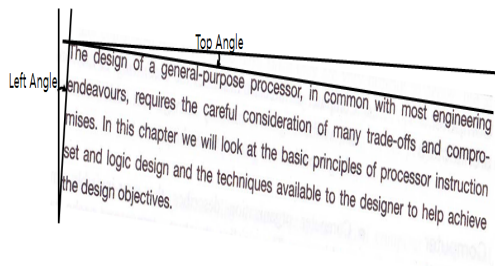 Top Angle
Left Angle
The design of a general-purpose processor, in common with most engineering
endeavours, requires the careful consideration of many trade-offs and compro-
mises. In this chapter we will look at the basic principles of processor instruction
set and logic design and the techniques available to the designer to help achieve
the design objectives.